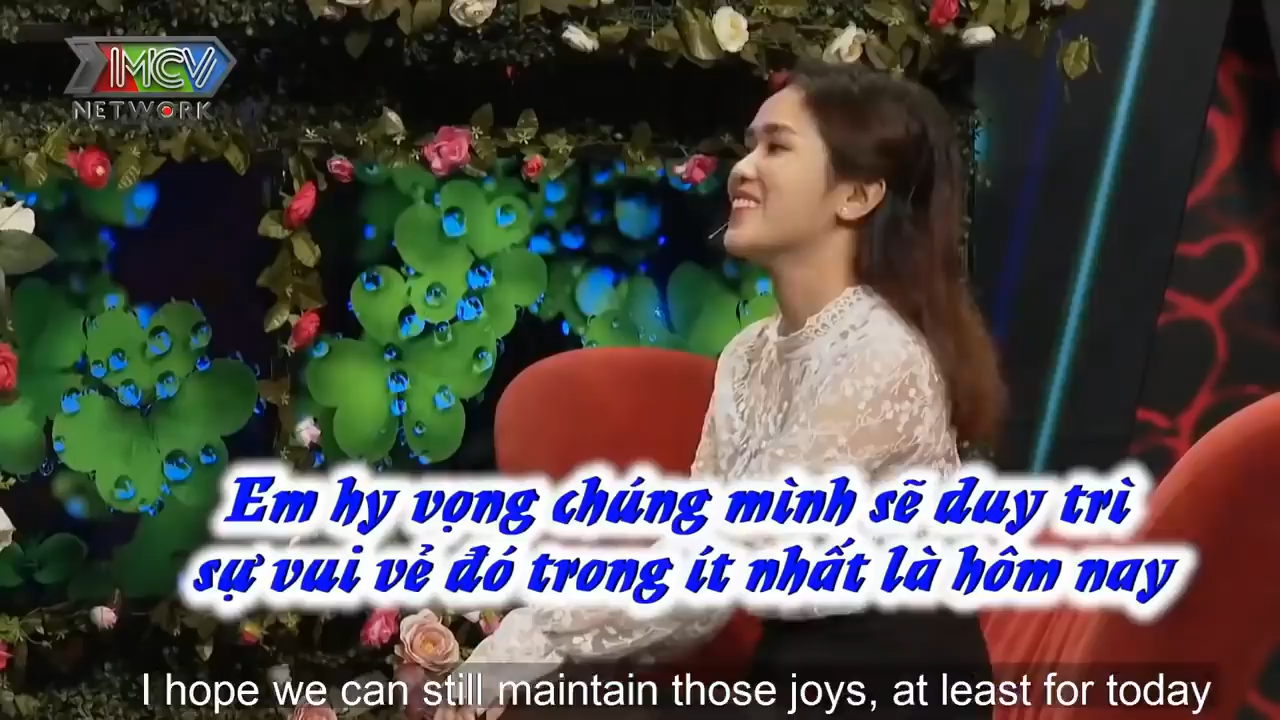 MCV
NETWORK
Em hy vọng chúng mình sẽ duy trì
sự vui vẻ đó trong ít nhất là hôm nay
I hope we can still maintain those joys, at least for today